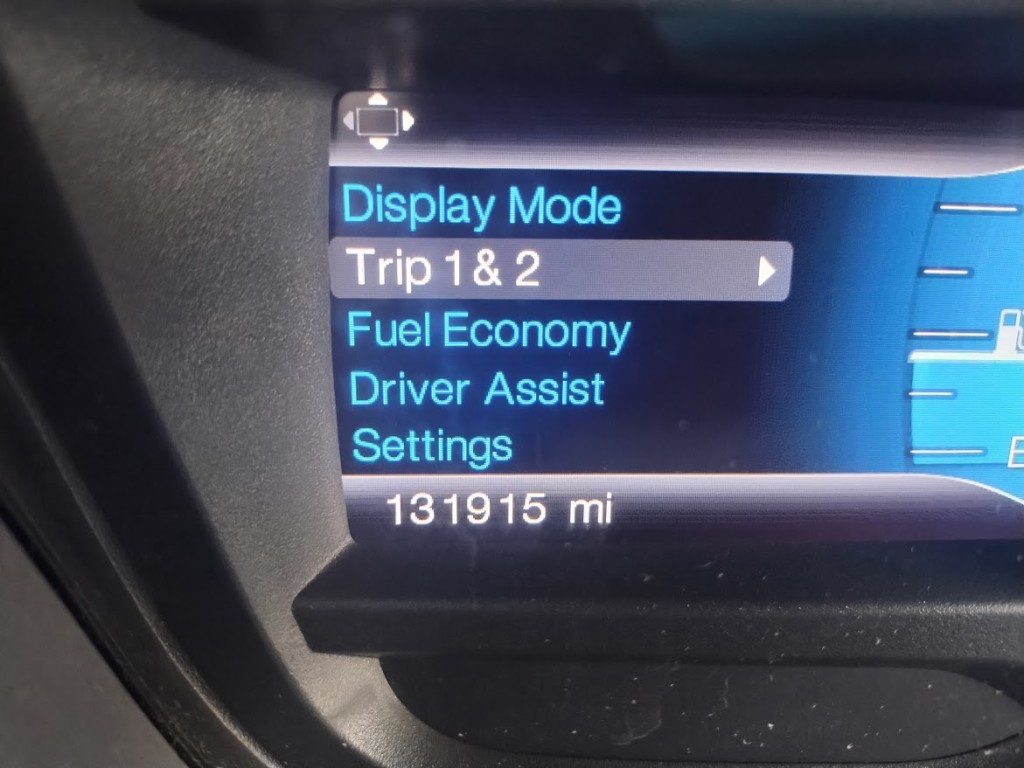 Display Mode
Trip 1 & 2
Fuel Economy
Driver Assist
Settings
131915 mi
E